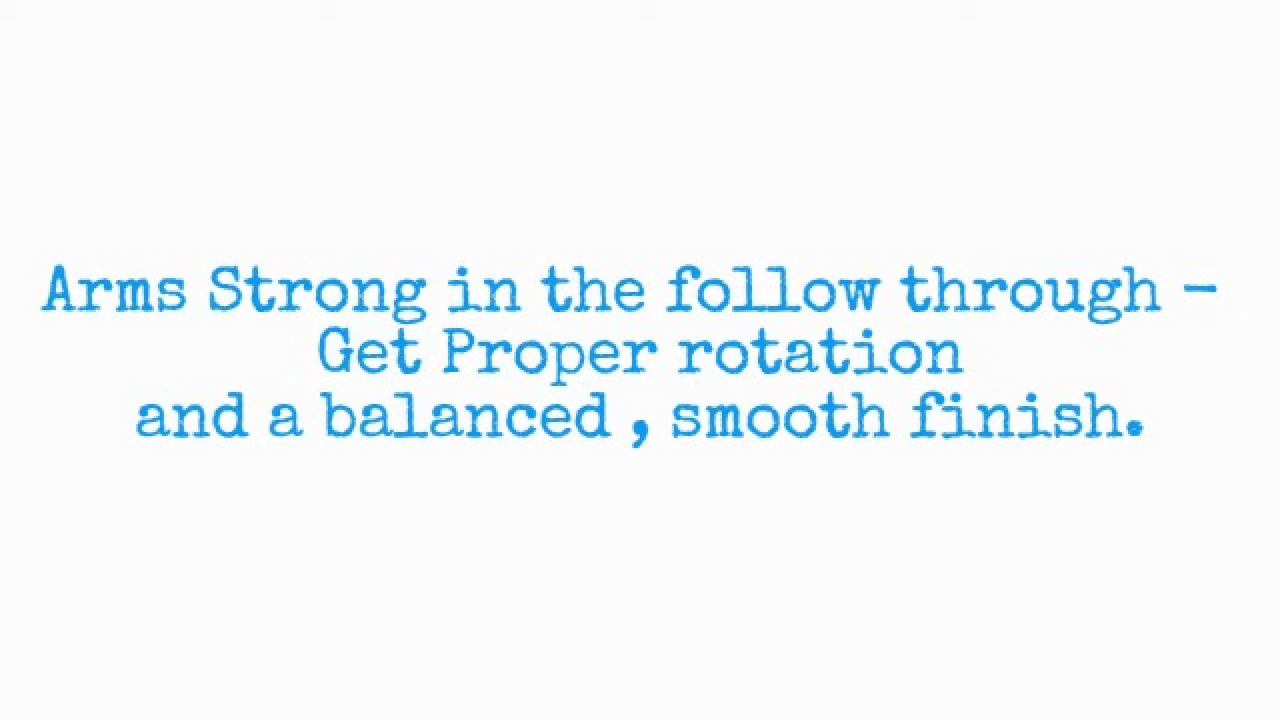 Arms Strong in the follow through -
Get Proper rotation
and a balanced , smooth finish.